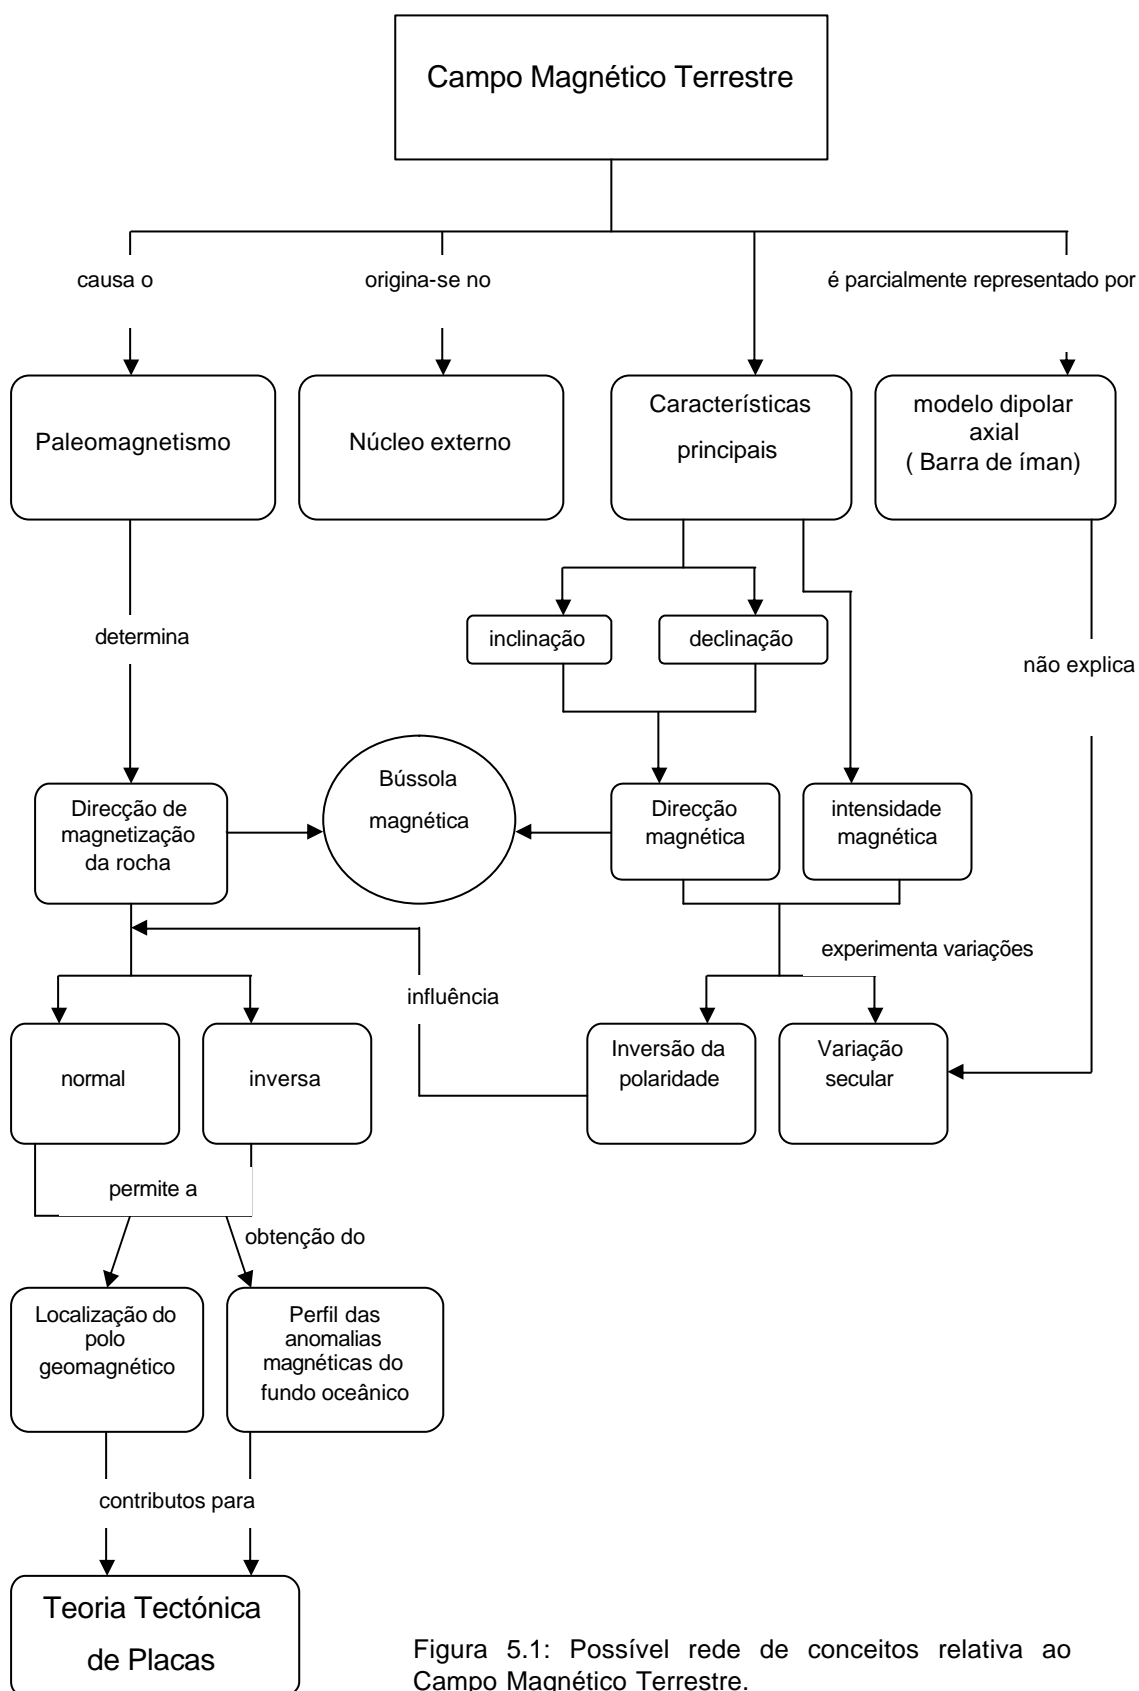 Campo Magnético Terrestre
causa o
origina-se no
é parcialmente representado por
Paleomagnetismo
Núcleo externo
Características
principais
modelo dipolar
axial
( Barra de íman)
determina
inclinação
declinação
não explica
Bússola
magnética
Direcção de
magnetização
da rocha
Direcção
magnética
intensidade
magnética
experimenta variações
influência
normal
inversa
Inversão da
polaridade
Variação
secular
permite a
obtenção do
Localização do
polo
geomagnético
Perfil das
anomalias
magnéticas do
fundo oceânico
contributos para
Teoria Tectónica
de Placas
Figura 5.1: Possível rede de conceitos relativa ao
Campo Magnético Terrestre.